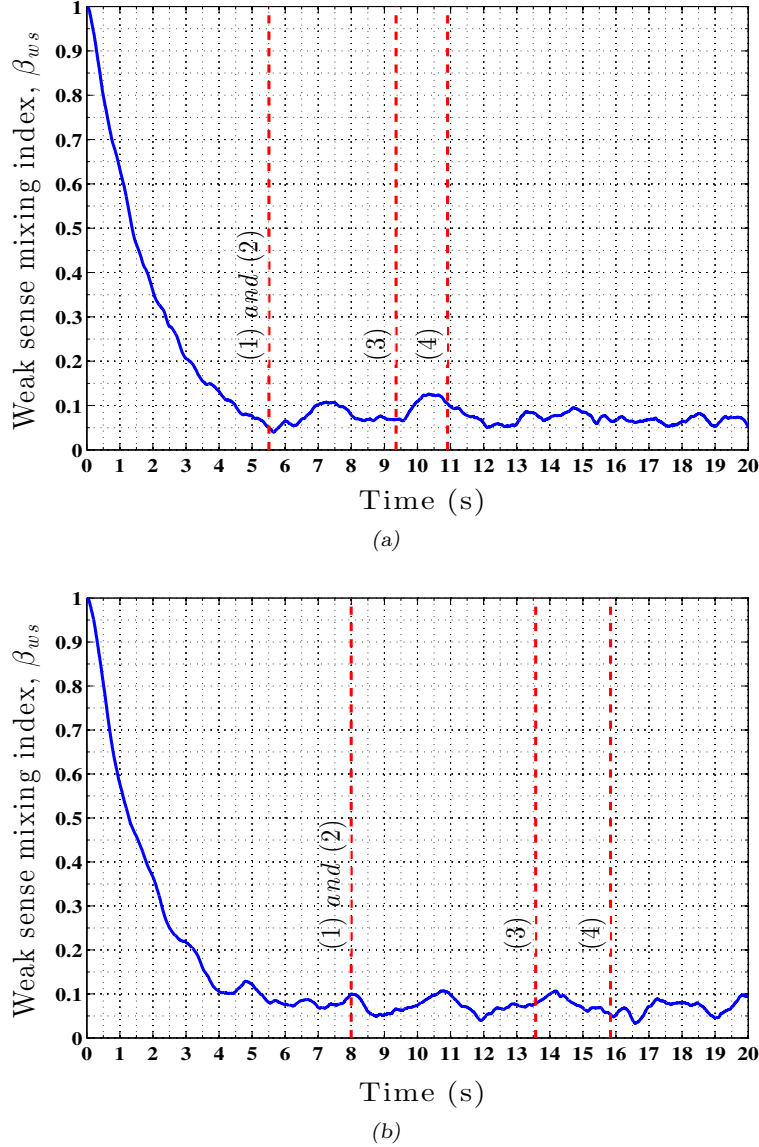 1
0.9
0.8
0.7
0.6
0.5
0.4
0.3
0.2
0.1
0
Weak sense mixing index, βws
(1) and (2)
(3)
(4)
0 1 2 3 4 5 6 7 8 9 10 11 12 13 14 15 16 17 18 19 20
Time (s)
(a)
1
0.9
0.8
0.7
0.6
0.5
0.4
0.3
0.2
0.1
0
Weak sense mixing index, βws
(1) and (2)
(3)
(4)
0 1 2 3 4 5 6 7 8 9 10 11 12 13 14 15 16 17 18 19 20
Time (s)
(b)